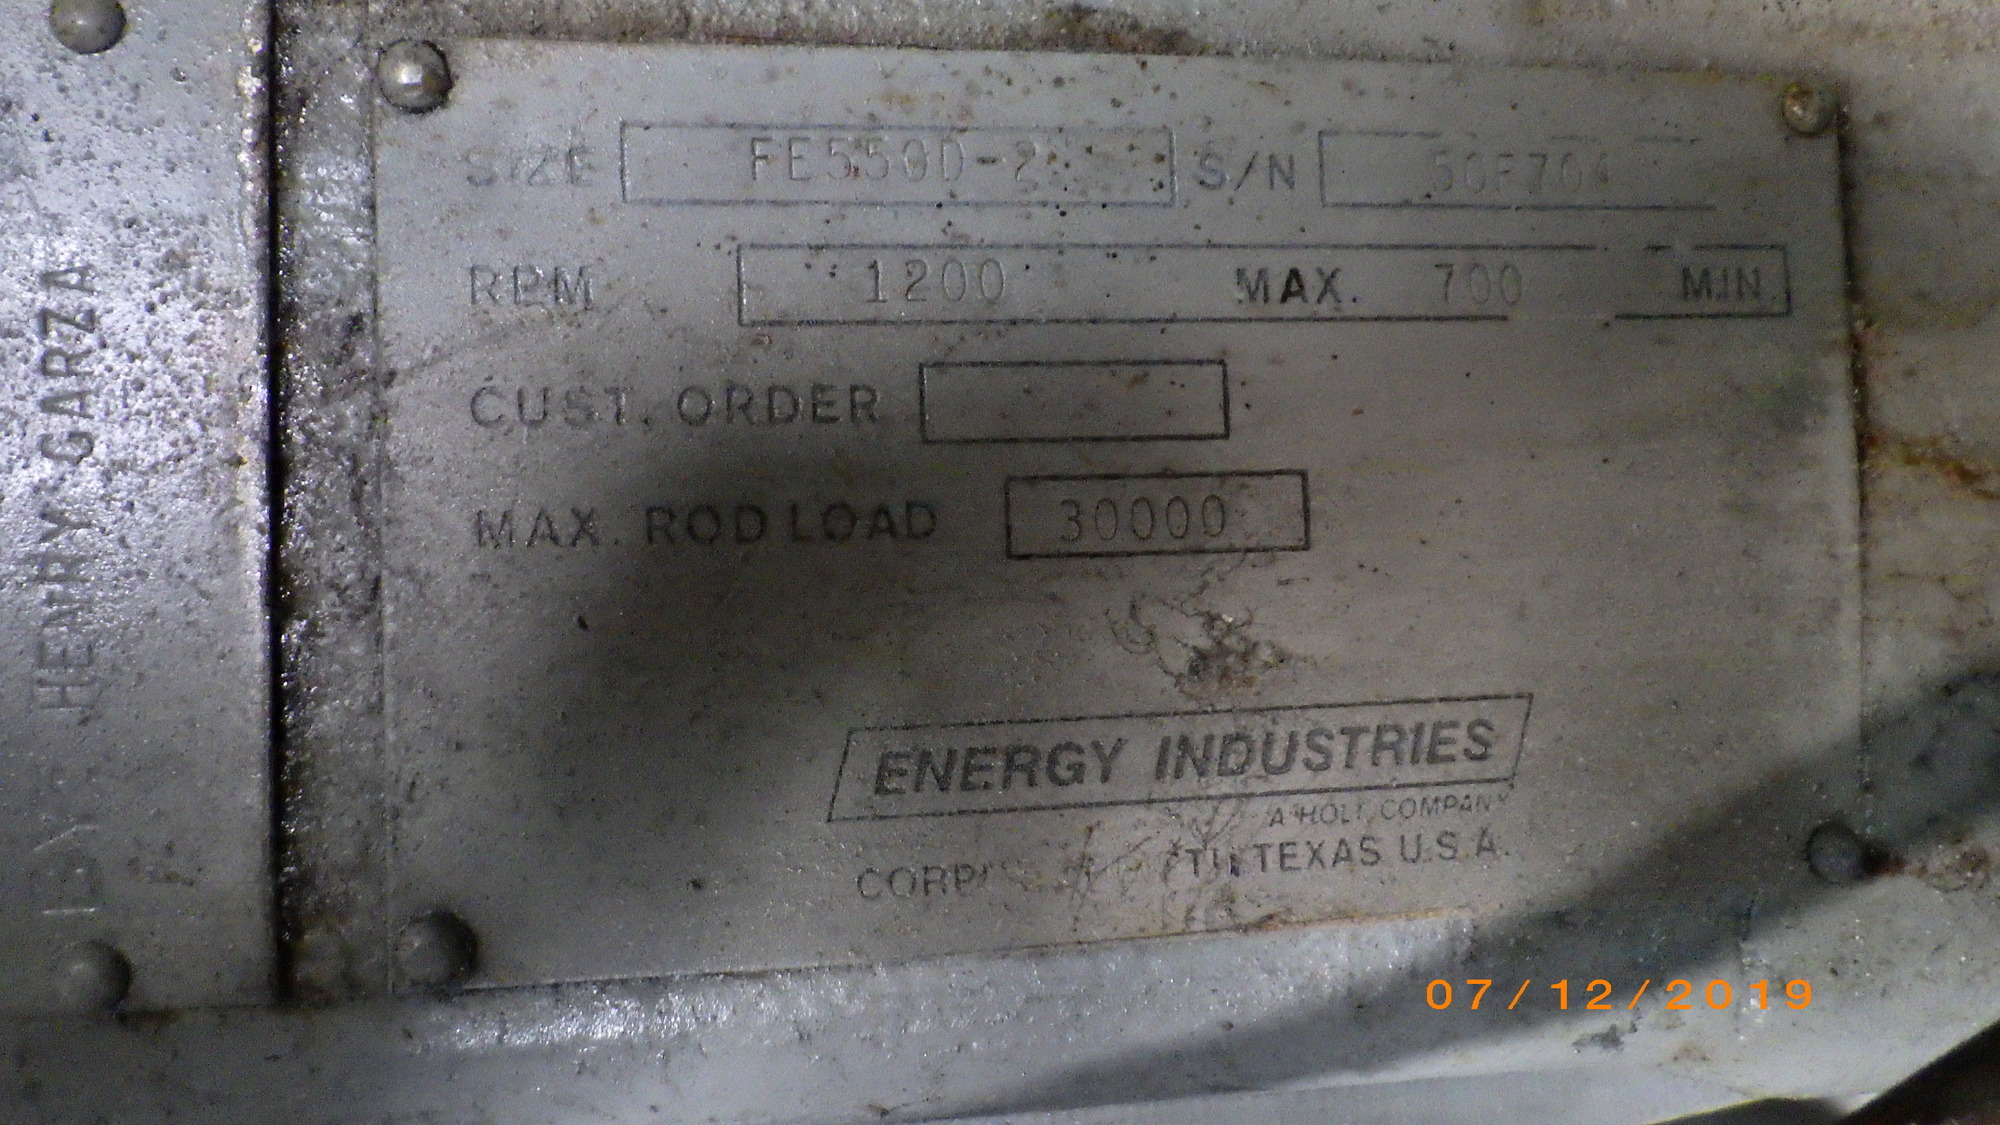 SIZE FE550D-2 S/N
RPM 1200 MAX. 700 MIN.
CUST. ORDER
MAX. ROD LOAD 30000
ENERGY INDUSTRIES
A HOLT COMPANY
TEXAS U.S.A.
HENRY GARZA
07/12/2019